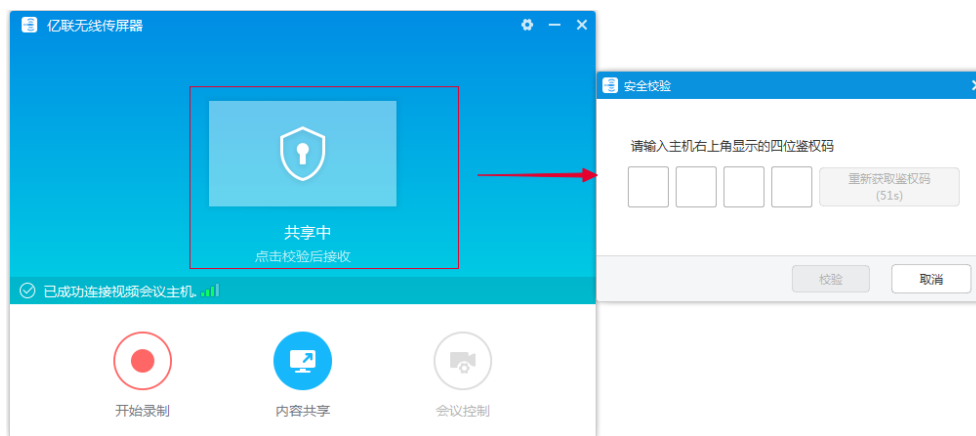 亿联无线传屏器
共享中
点击校验后接收
已成功连接视频会议主机
开始录制
内容共享
会议控制
安全校验
请输入主机右上角显示的四位鉴权码
重新获取鉴权码
(51s)
校验
取消